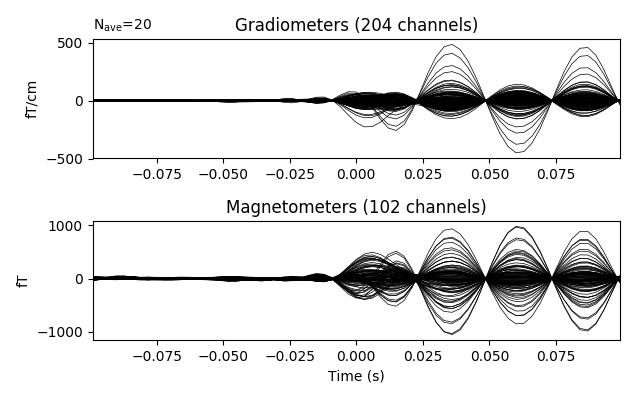 N_ave=20
Gradiometers (204 channels)
500
0
−500
fT/cm
−0.075 −0.050 −0.025 0.000 0.025 0.050 0.075
Magnetometers (102 channels)
1000
0
−1000
fT
−0.075 −0.050 −0.025 0.000 0.025 0.050 0.075
Time (s)